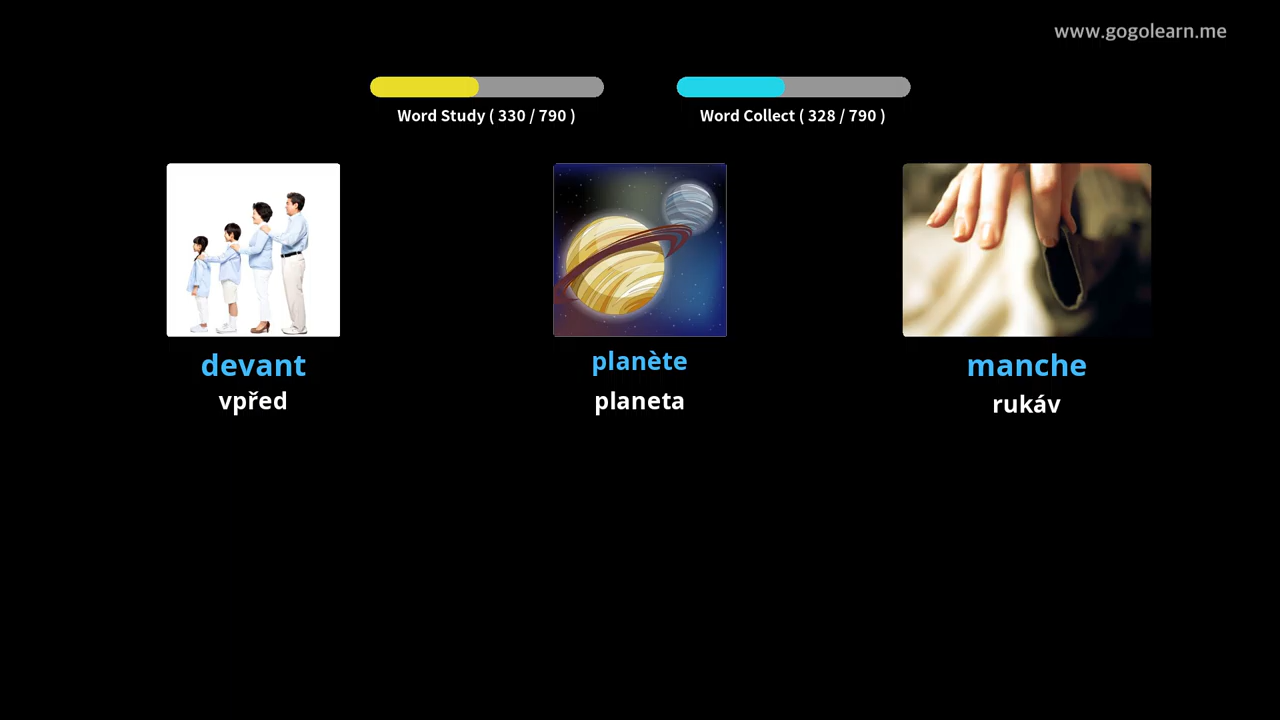 www.gogolearn.me
Word Study ( 330 / 790 )
Word Collect ( 328 / 790 )
devant
vpřed
planète
planeta
manche
rukáv